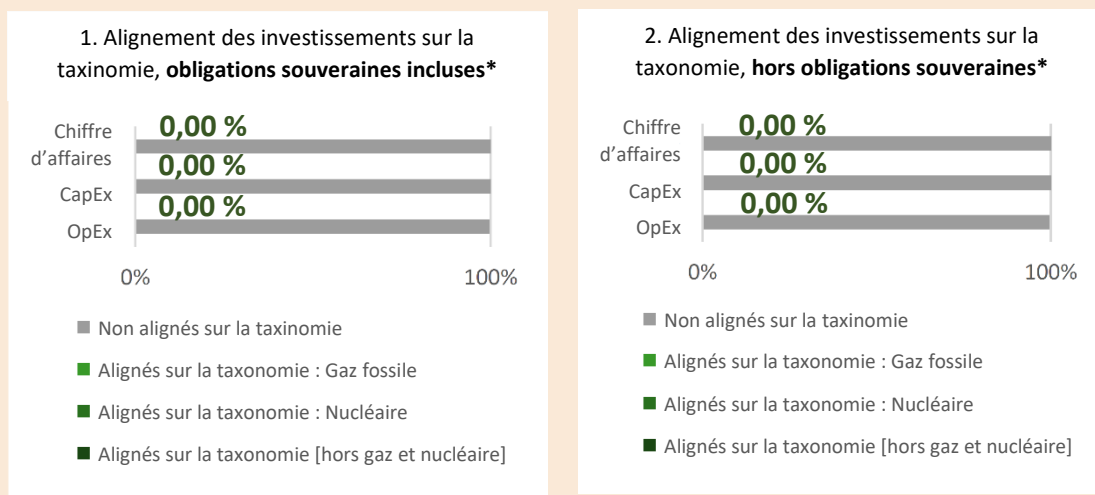 1. Alignement des investissements sur la
taxinomie, obligations souveraines incluses*
0,00 %
Chiffre
d’affaires
0,00 %
CapEx
0,00 %
OpEx
0%
100%
Non alignés sur la taxinomie
Alignés sur la taxonomie : Gaz fossile
Alignés sur la taxonomie : Nucléaire
Alignés sur la taxonomie [hors gaz et nucléaire]
2. Alignement des investissements sur la
taxonomie, hors obligations souveraines*
0,00 %
Chiffre
d’affaires
0,00 %
CapEx
0,00 %
OpEx
0%
100%
Non alignés sur la taxinomie
Alignés sur la taxonomie : Gaz fossile
Alignés sur la taxonomie : Nucléaire
Alignés sur la taxonomie [hors gaz et nucléaire]